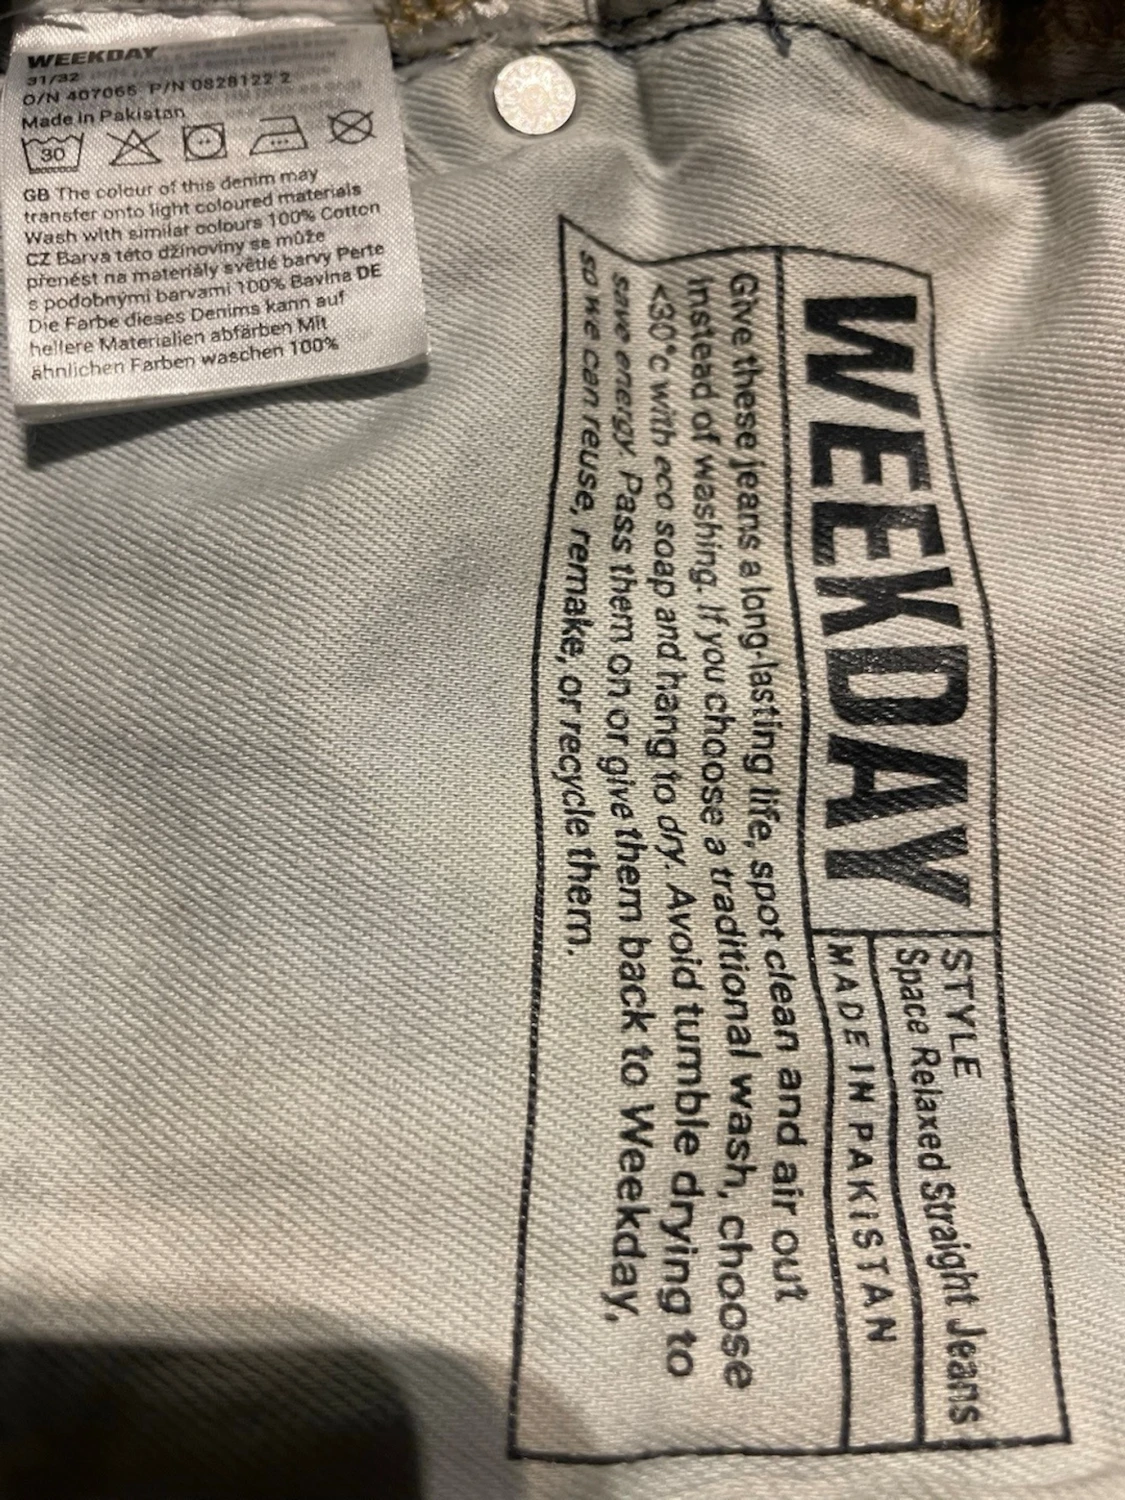 WEEKDAY
31/32
O/N 407065 P/N 0828122 2
Made in Pakistan
30
GB The colour of this denim may
transfer onto light coloured materials
Wash with similar colours 100% Cotton
CZ Barva této džínoviny se může
přenést na materiály světlé barvy Perte
s podobnými barvami 100% Bavlna DE
Die Farbe dieses Denims kann auf
hellere Materialien abfärben Mit
ähnlichen Farben waschen 100%
WEEKDAY
STYLE
Space Relaxed Straight Jeans
MADE IN PAKISTAN
Give these jeans a long-lasting life, spot clean and air out
instead of washing. If you choose a traditional wash, choose
<30°c with eco soap and hang to dry. Avoid tumble drying to
save energy. Pass them on or give them back to Weekday,
so we can reuse, remake, or recycle them.